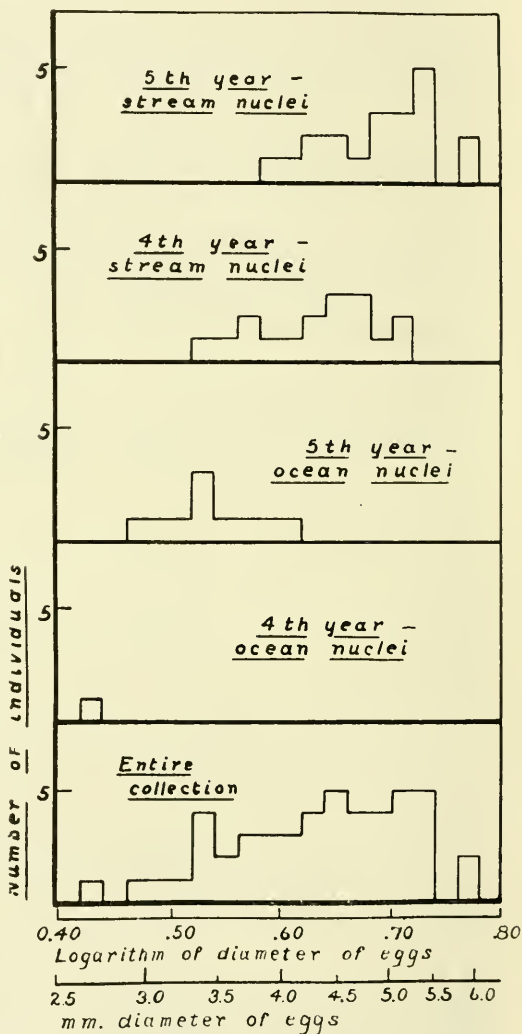 5
5th year -
stream nuclei
5
4th year -
stream nuclei
5
5th year -
ocean nuclei
5
4th year -
ocean nuclei
5
Entire
collection
Number of individuals
0.40 .50 .60 .70 .80
Logarithm of diameter of eggs
2.5 3.0 3.5 4.0 4.5 5.0 5.5 6.0
mm. diameter of eggs